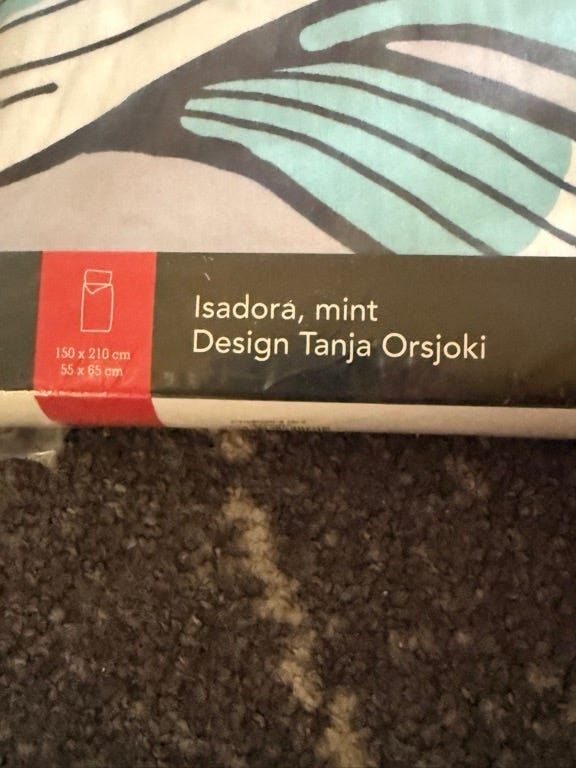 Isadora, mint
Design Tanja Orsjoki
150 x 210 cm
55 x 65 cm